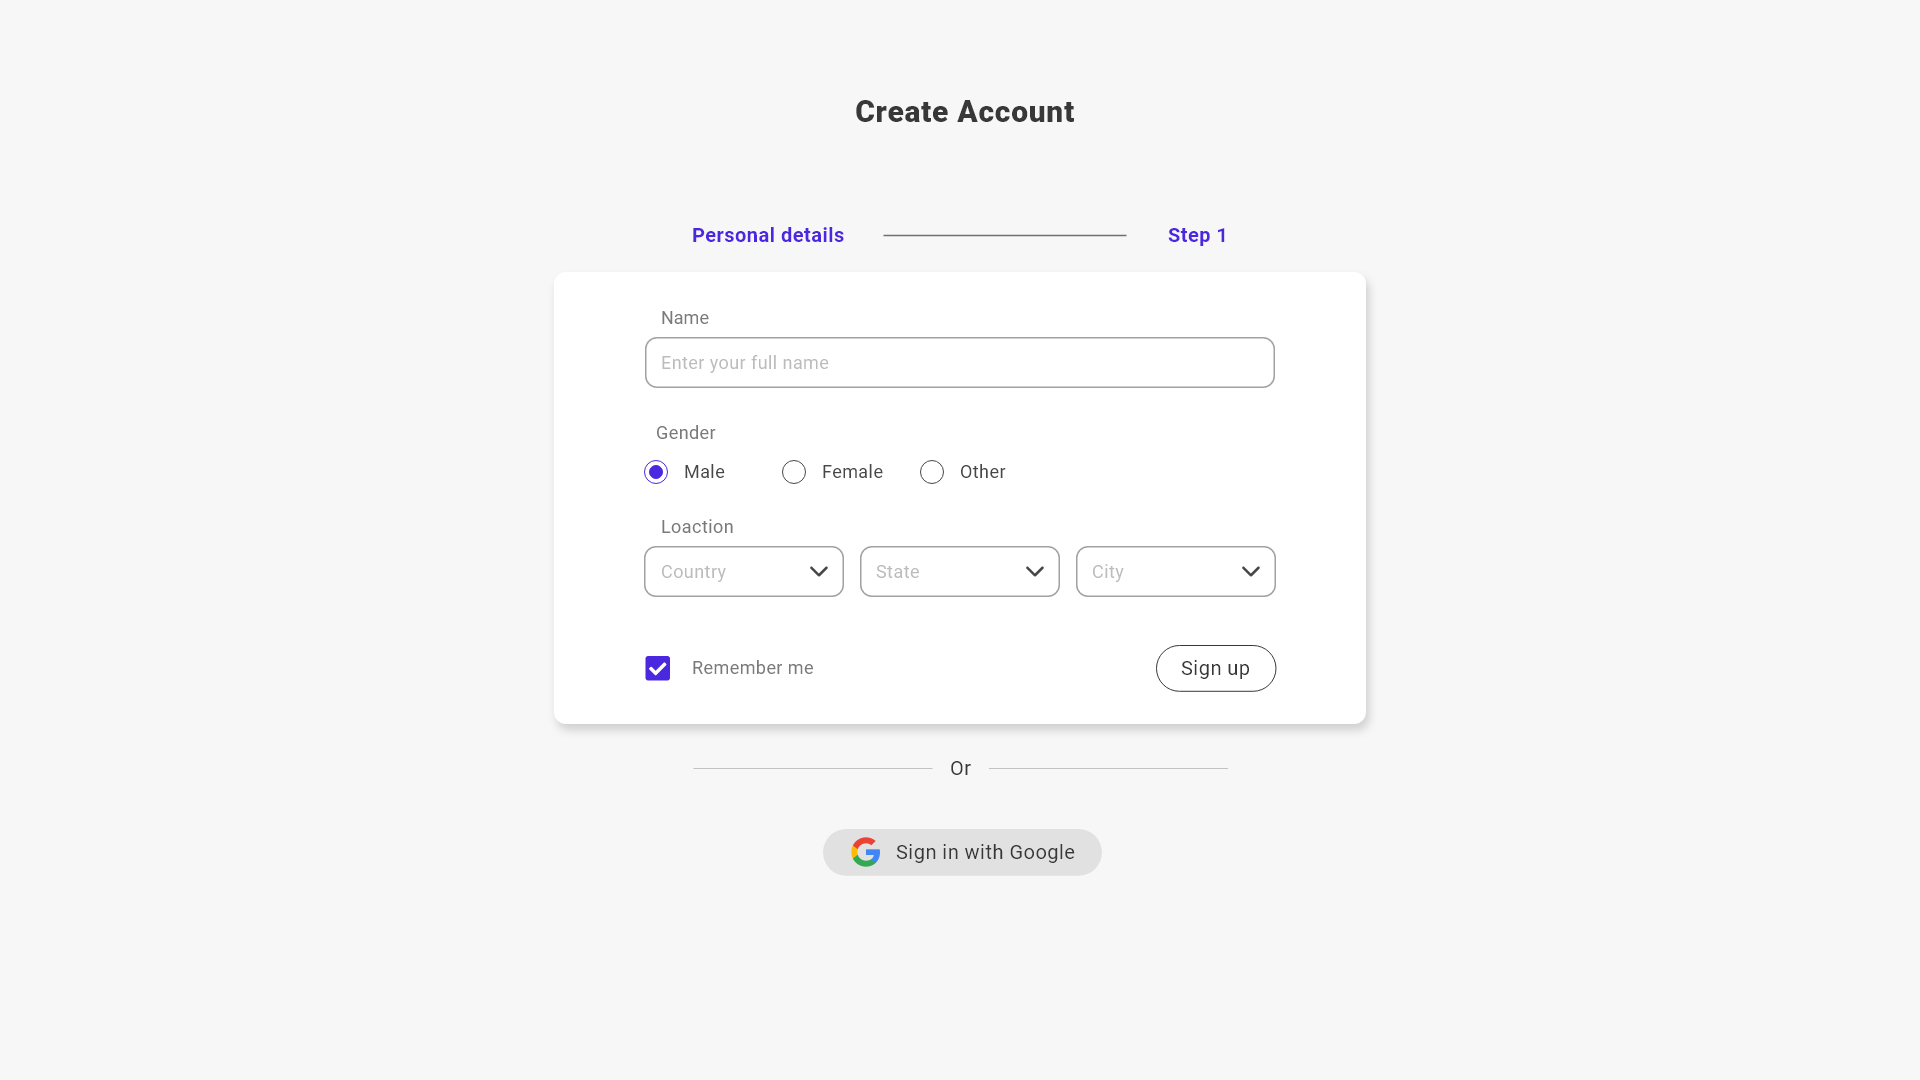 Create Account
Personal details Step 1
Name
Enter your full name
Gender
Male Female Other
Loaction
Country State City
Remember me Sign up
Or
Sign in with Google